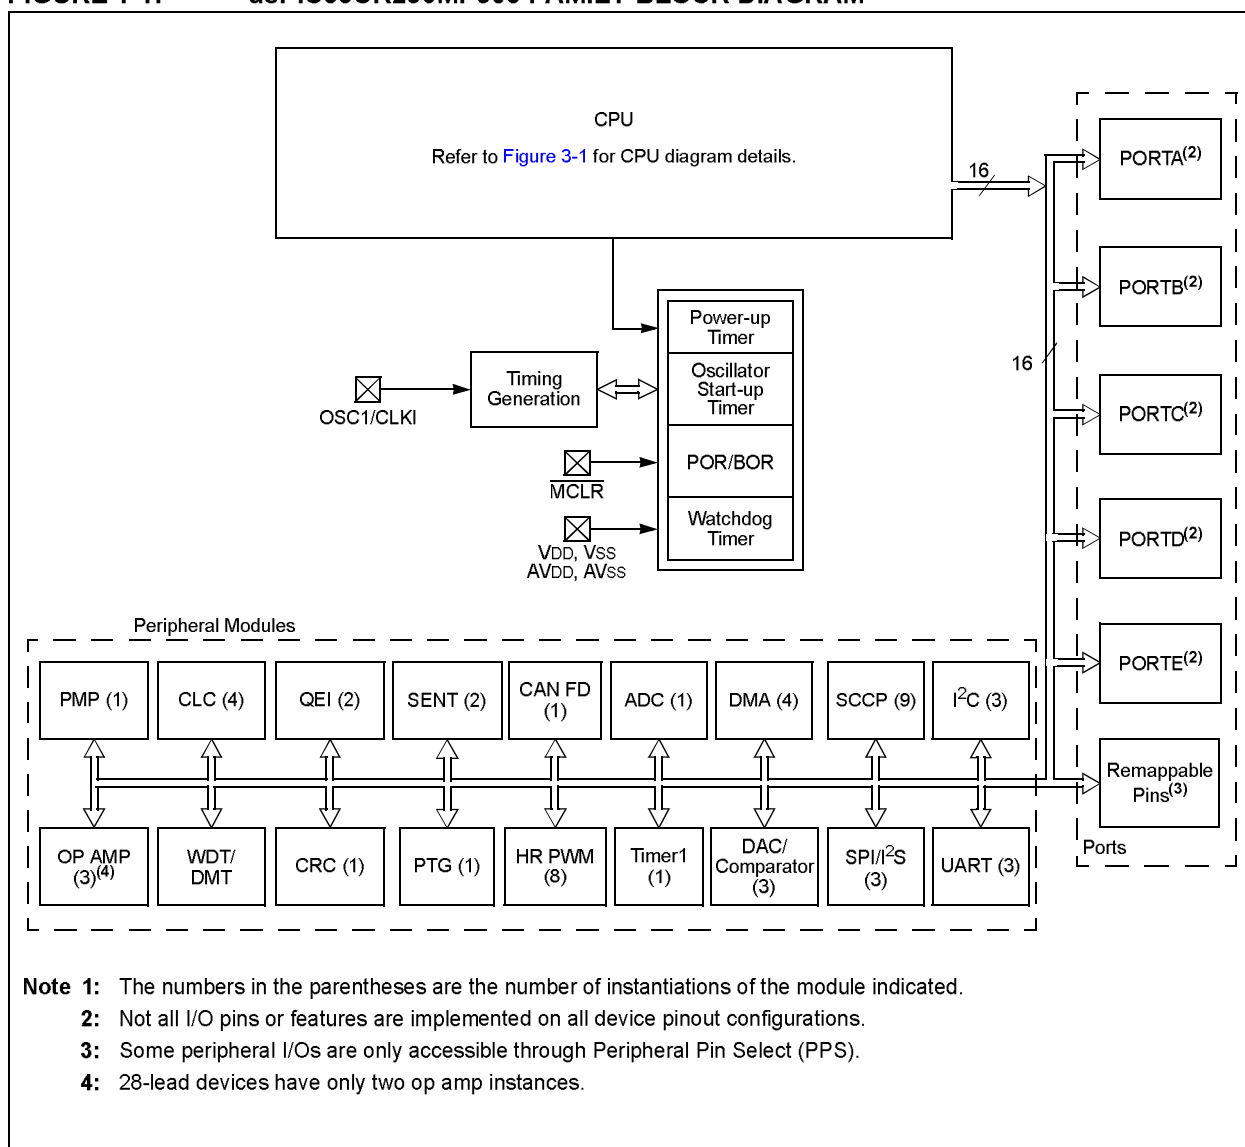 CPU
Refer to Figure 3-1 for CPU diagram details.
16
PORTA(2)
PORTB(2)
16
PORTC(2)
PORTD(2)
PORTE(2)
Remappable
Pins(3)
Ports
Power-up
Timer
Oscillator
Start-up
Timer
POR/BOR
Watchdog
Timer
Timing
Generation
OSC1/CLKI
MCLR
VDD, VSS
AVDD, AVSS
Peripheral Modules
PMP (1)
CLC (4)
QEI (2)
SENT (2)
CAN FD
(1)
ADC (1)
DMA (4)
SCCP (9)
I2C (3)
OP AMP
(3)(4)
WDT/
DMT
CRC (1)
PTG (1)
HR PWM
(8)
Timer1
(1)
DAC/
Comparator
(3)
SPI/I2S
(3)
UART (3)
Note 1: The numbers in the parentheses are the number of instantiations of the module indicated.
2: Not all I/O pins or features are implemented on all device pinout configurations.
3: Some peripheral I/Os are only accessible through Peripheral Pin Select (PPS).
4: 28-lead devices have only two op amp instances.